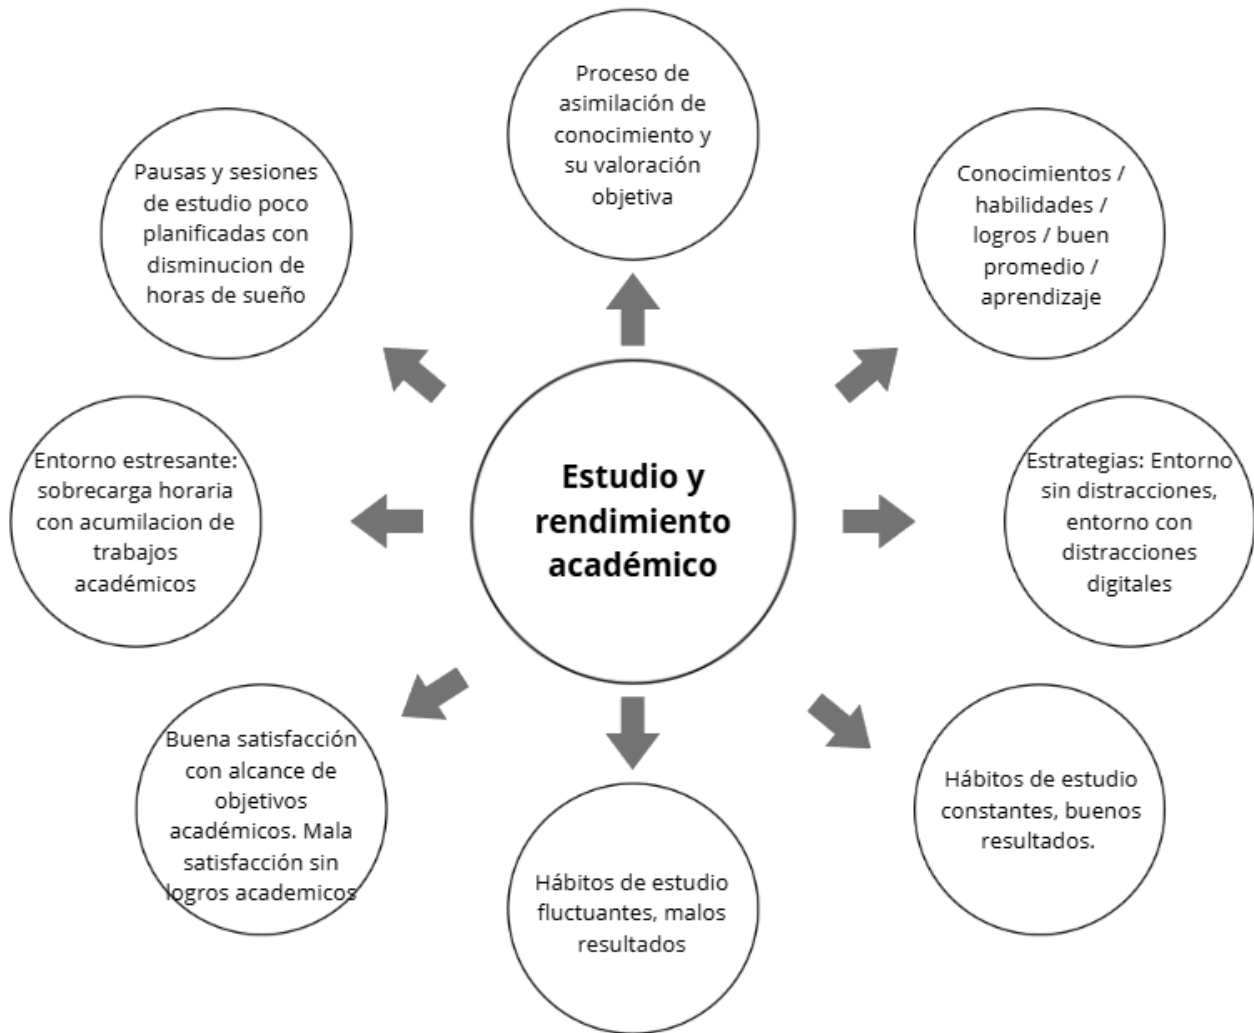 Proceso de
asimilación de
conocimiento y
su valoración
objetiva
Conocimientos /
habilidades /
logros / buen
promedio /
aprendizaje
Estrategias: Entorno
sin distracciones,
entorno con
distracciones
digitales
Hábitos de estudio
constantes, buenos
resultados.
Hábitos de estudio
fluctuantes, malos
resultados
Buena satisfacción
con alcance de
objetivos
académicos. Mala
satisfacción sin
logros academicos
Entorno estresante:
sobrecarga horaria
con acumilacion de
trabajos
académicos
Pausas y sesiones
de estudio poco
planificadas con
disminucion de
horas de sueño
Estudio y
rendimiento
académico